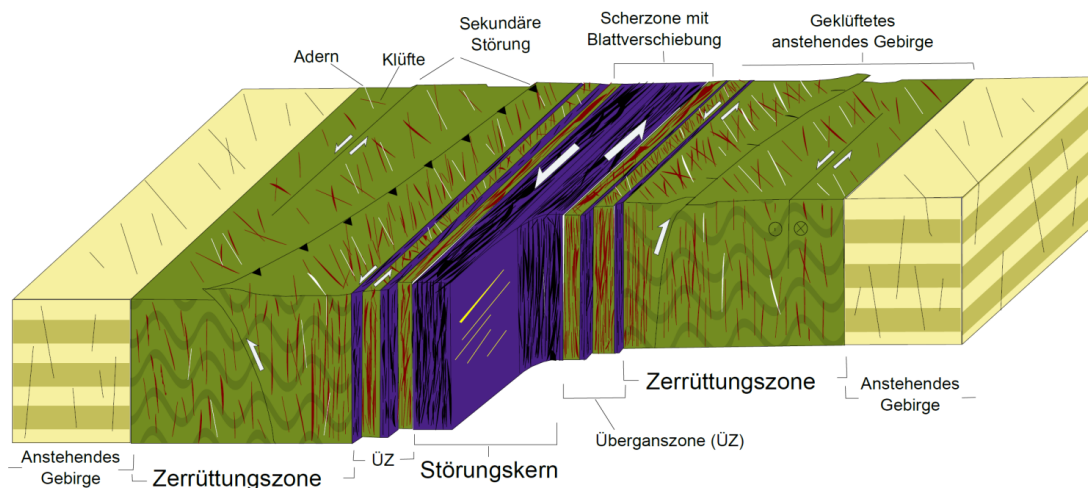 Adern
Klüfte
Sekundäre
Störung
Scherzone mit
Blattverschiebung
Geklüftetes
anstehendes Gebirge
Anstehendes
Gebirge
Zerrüttungszone
ÜZ
Störungskern
Überganszone (ÜZ)
Zerrüttungszone
Anstehendes
Gebirge